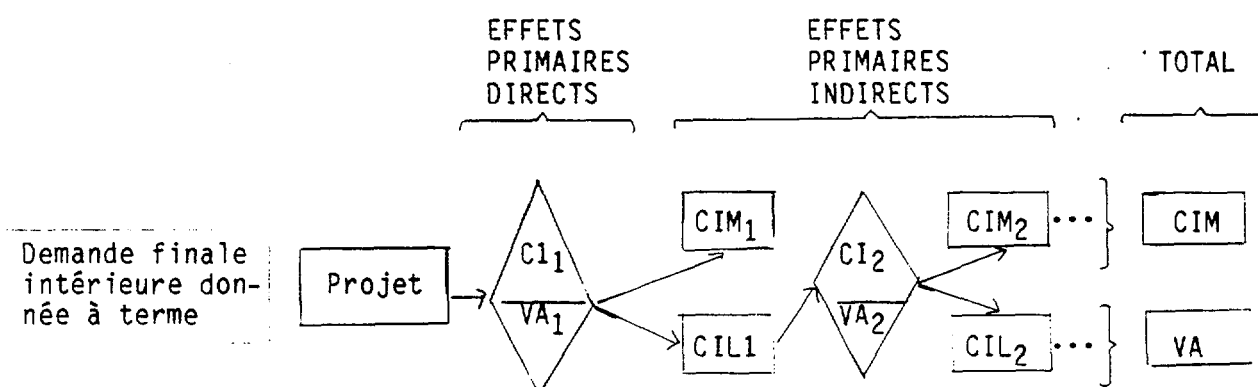 EFFETS
PRIMAIRES
DIRECTS
EFFETS
PRIMAIRES
INDIRECTS
TOTAL
Demande finale
intérieure don-
née à terme
Projet
CI1
VA1
CIM1
CIL1
CI2
VA2
CIM2 ...
CIL2 ...
CIM
VA